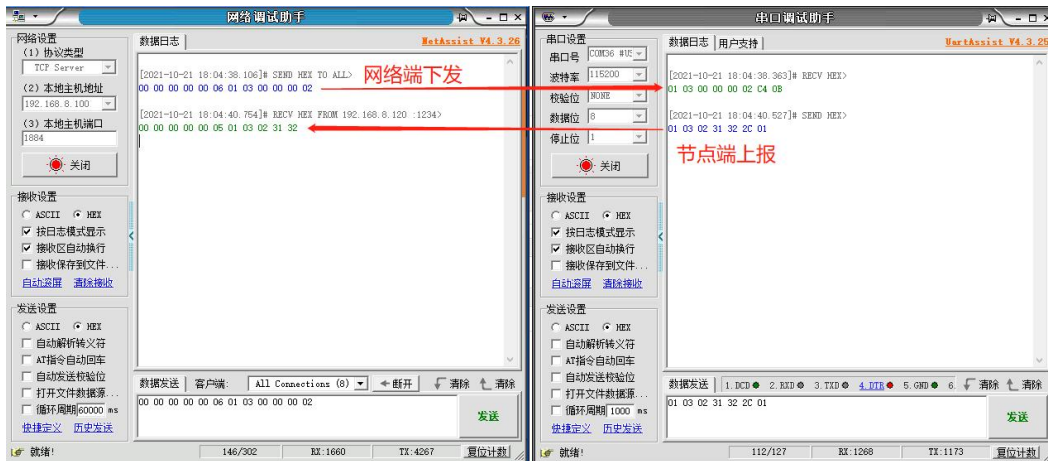 网络调试助手
网络设置
(1) 协议类型
TCP Server
(2) 本地主机地址
192.168.8.100
(3) 本地主机端口
1884
关闭
接收设置
ASCII HEX
按日志模式显示
接收区自动换行
接收保存到文件...
自动滚屏 清除接收
发送设置
ASCII HEX
自动解析转义符
AT指令自动回车
自动发送校验位
打开文件数据源...
循环周期 60000 ms
快捷定义 历史发送
数据日志 NetAssist V4.3.26
[2021-10-21 18:04:38.106]# SEND HEX TO ALL> 网络端下发
00 00 00 00 00 06 01 03 00 00 00 02
[2021-10-21 18:04:40.754]# RECV HEX FROM 192.168.8.120 :1234>
00 00 00 00 00 05 01 03 02 31 32
数据发送 客户端: All Connections (8) 断开 清除 清除
00 00 00 00 00 06 01 03 00 00 00 02
发送
就绪! 146/302 RX:1660 TX:4267 复位计数
串口调试助手
串口设置
串口号 COM36 #US
波特率 115200
校验位 NONE
数据位 8
停止位 1
关闭
接收设置
ASCII HEX
按日志模式显示
接收区自动换行
接收保存到文件...
自动滚屏 清除接收
发送设置
ASCII HEX
自动解析转义符
AT指令自动回车
自动发送校验位
打开文件数据源...
循环周期 1000 ms
快捷定义 历史发送
数据日志 用户支持 UartAssist V4.3.25
[2021-10-21 18:04:38.363]# RECV HEX>
01 03 00 00 00 02 C4 0B
[2021-10-21 18:04:40.527]# SEND HEX>
01 03 02 31 32 2C 01
节点端上报
数据发送 1.DCD 2.RXD 3.TXD 4.DTR 5.GND 6. 清除 清除
01 03 02 31 32 2C 01
发送
就绪! 112/127 RX:1268 TX:1173 复位计数